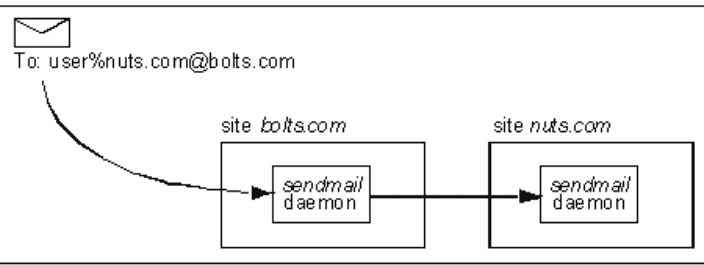 To: user%nuts.com@bolts.com
site bolts.com
site nuts.com
sendmail
daemon
sendmail
daemon